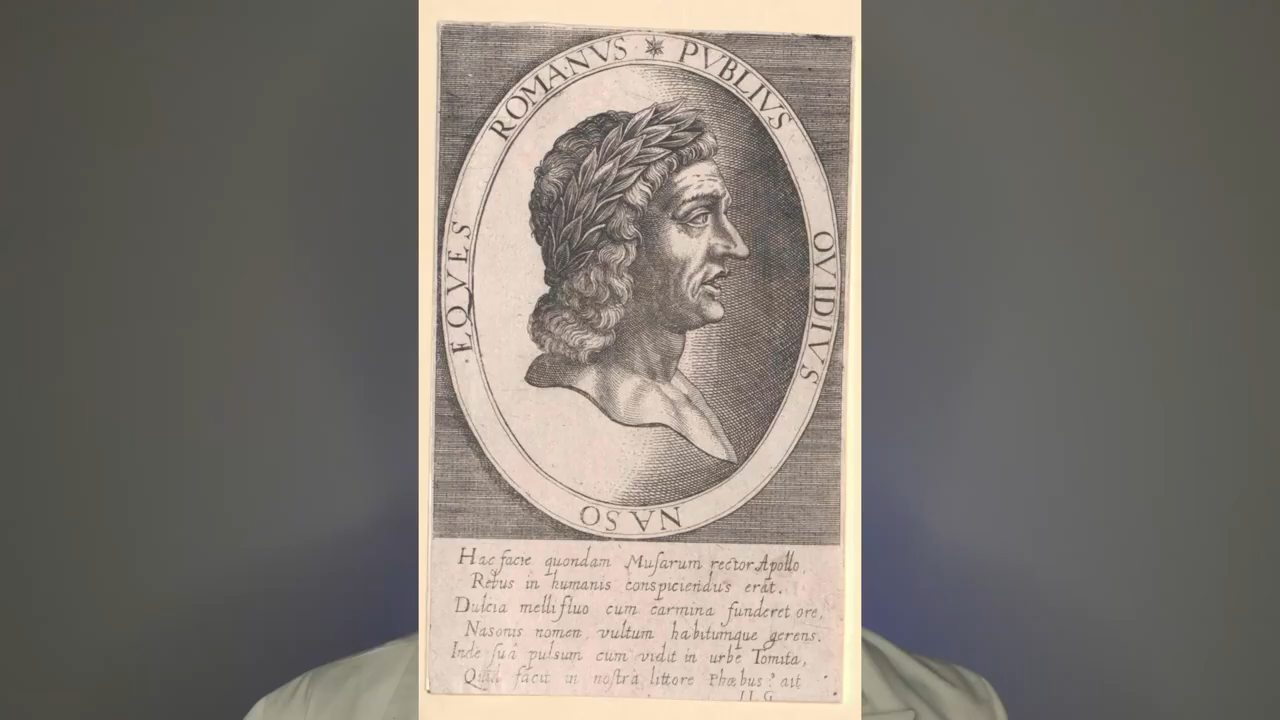 EQVES ROMANVS * PVBLIVS OVIDIVS NASO
Hac facie quondam Muſarum rector Apollo,
Rebus in humanis conspiciendus erat.
Dulcia mellifluo cum carmina funderet ore,
Nasonis nomen, vultum habitumque gerens.
Inde ſuâ pulsum cum vidit in urbe Tomita,
Quid facit in noſtrâ littore Phœbus? ait